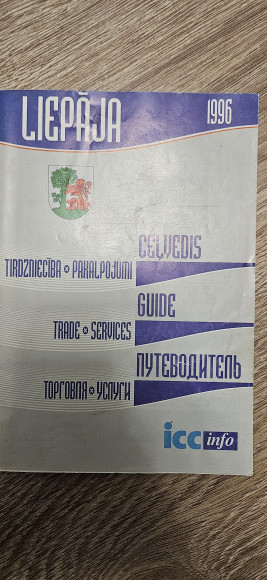 LIEPĀJA 1996
CEĻVEDIS
TIRDZNIECĪBA PAKALPOJUMI
GUIDE
TRADE SERVICES
ПУТЕВОДИТЕЛЬ
ТОРГОВЛЯ УСЛУГИ
icc info